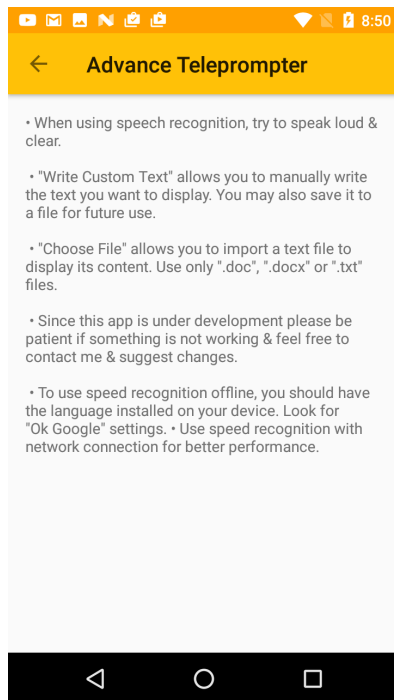 8:50
Advance Teleprompter
• When using speech recognition, try to speak loud &
clear.
• "Write Custom Text" allows you to manually write
the text you want to display. You may also save it to
a file for future use.
• "Choose File" allows you to import a text file to
display its content. Use only ".doc", ".docx" or ".txt"
files.
• Since this app is under development please be
patient if something is not working & feel free to
contact me & suggest changes.
• To use speed recognition offline, you should have
the language installed on your device. Look for
"Ok Google" settings. • Use speed recognition with
network connection for better performance.